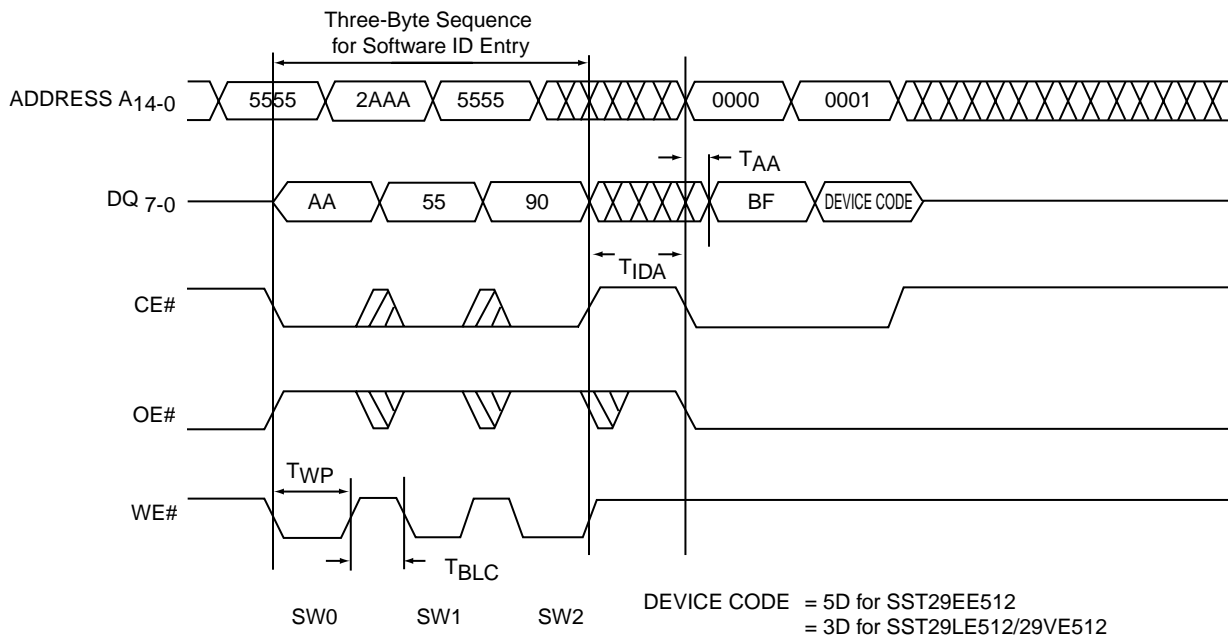 Three-Byte Sequence
for Software ID Entry
ADDRESS A14-0 5555 2AAA 5555 0000 0001
TAA
DQ 7-0 AA 55 90 BF DEVICE CODE
TIDA
CE#
OE#
TWP
WE#
TBLC
SW0 SW1 SW2
DEVICE CODE = 5D for SST29EE512
= 3D for SST29LE512/29VE512